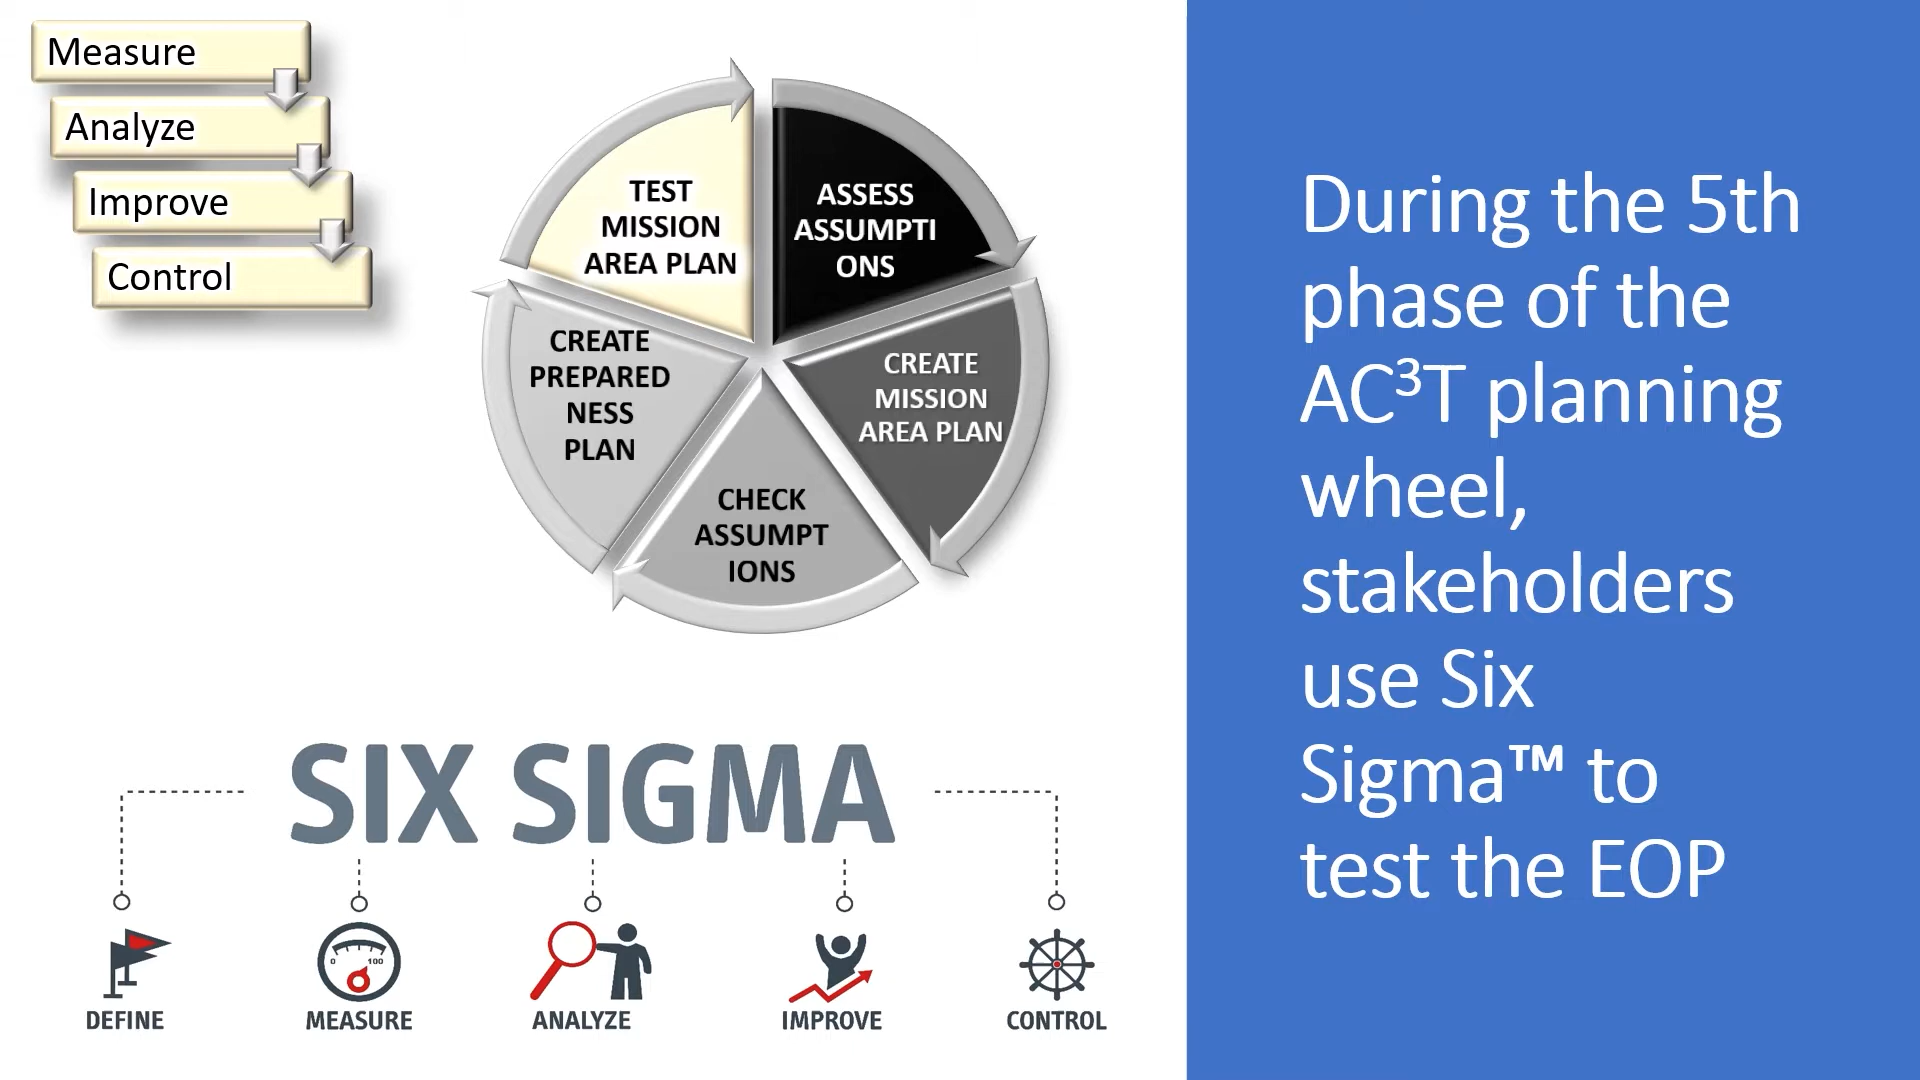 Measure
Analyze
Improve
Control
TEST
MISSION
AREA PLAN
ASSESS
ASSUMPTI
ONS
CREATE
MISSION
AREA PLAN
CHECK
ASSUMPT
IONS
CREATE
PREPARED
NESS
PLAN
SIX SIGMA
DEFINE
0 100
MEASURE
ANALYZE
IMPROVE
CONTROL
During the 5th
phase of the
AC³T planning
wheel,
stakeholders
use Six
Sigma™ to
test the EOP